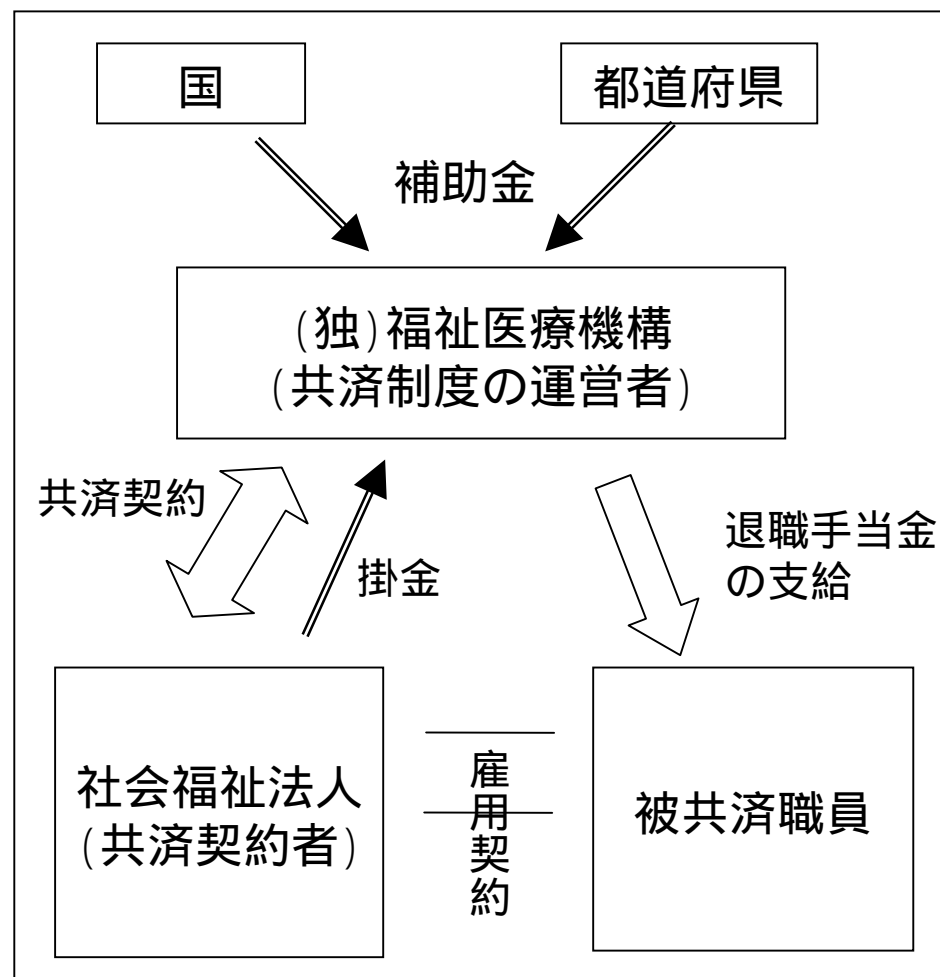 国
都道府県
補助金
(独)福祉医療機構
(共済制度の運営者)
共済契約
掛金
退職手当金
の支給
社会福祉法人
(共済契約者)
雇用契約
被共済職員